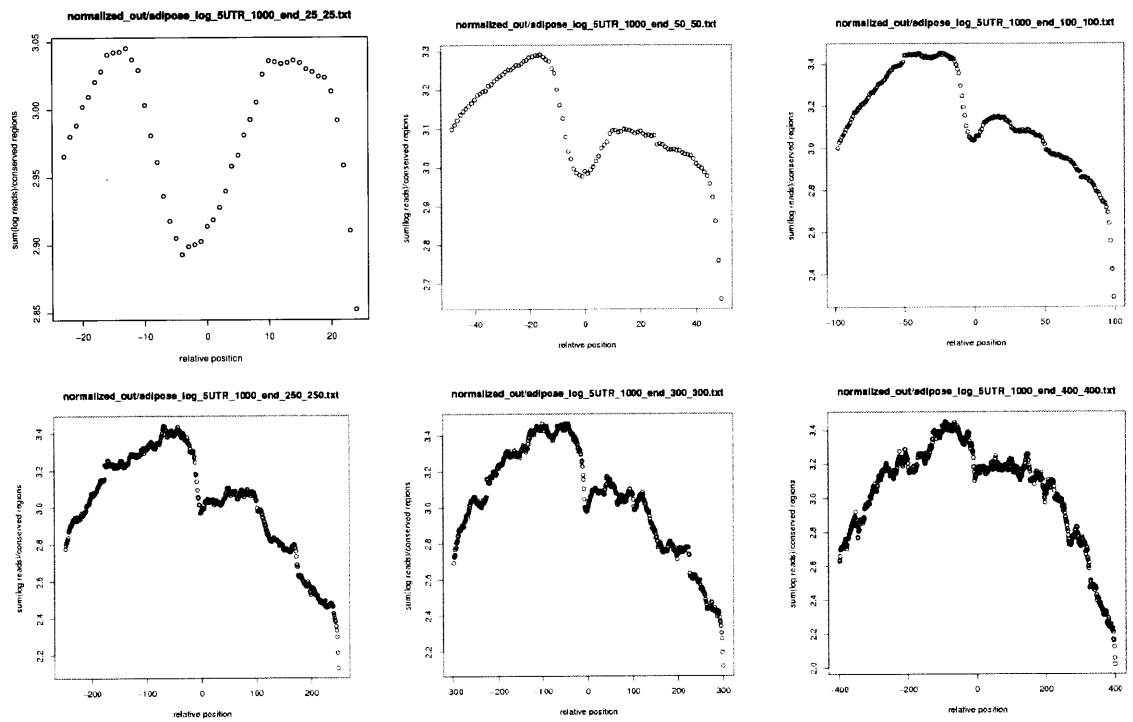 normalized_out/adipose_log_5UTR_1000_end_25_25.txt
sum(log reads)/conserved regions
3.05
3.00
2.95
2.90
2.85
−20 −10 0 10 20
relative position
normalized_out/adipose_log_5UTR_1000_end_50_50.txt
sum(log reads)/conserved regions
3.3
3.2
3.1
3.0
2.9
2.8
2.7
−40 −20 0 20 40
relative position
normalized_out/adipose_log_5UTR_1000_end_100_100.txt
sum(log reads)/conserved regions
3.4
3.2
3.0
2.8
2.6
2.4
−100 −50 0 50 100
relative position
normalized_out/adipose_log_5UTR_1000_end_250_250.txt
sum(log reads)/conserved regions
3.4
3.2
3.0
2.8
2.6
2.4
2.2
−200 −100 0 100 200
relative position
normalized_out/adipose_log_5UTR_1000_end_300_300.txt
sum(log reads)/conserved regions
3.4
3.2
3.0
2.8
2.6
2.4
2.2
300 −200 −100 0 100 200 300
relative position
normalized_out/adipose_log_5UTR_1000_end_400_400.txt
sum(log reads)/conserved regions
3.4
3.2
3.0
2.8
2.6
2.4
2.2
2.0
−400 −200 0 200 400
relative position